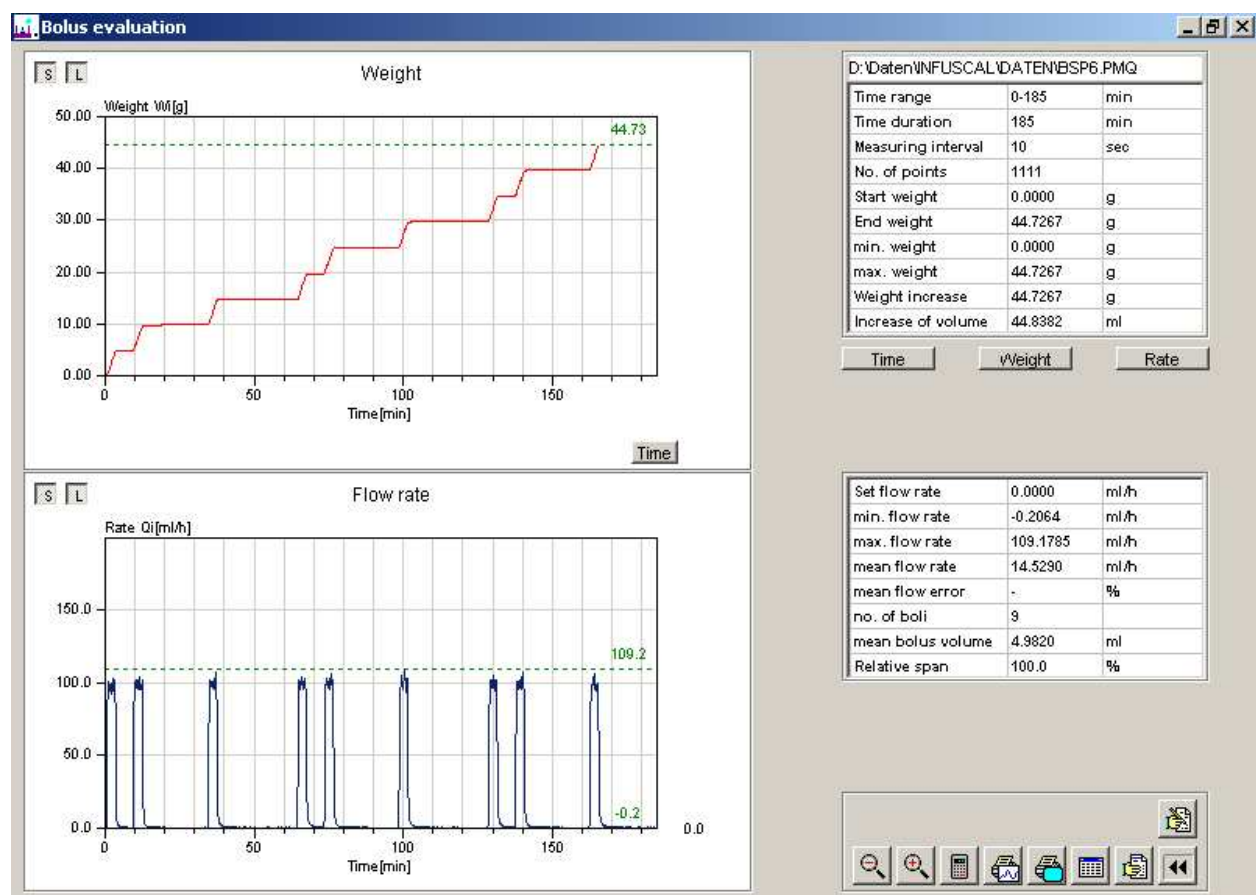 Bolus evaluation
S L
Weight
Weight Wi[g]
50.00
44.73
40.00
30.00
20.00
10.00
0.00
0 50 100 150
Time[min]
Time
S L
Flow rate
Rate Qi[ml/h]
150.0
109.2
100.0
50.0
-0.2
0.0
0.0
0 50 100 150
Time[min]
D:\Daten\INFUSCAL\DATEN\BSP6.PMQ
Time range 0-185 min
Time duration 185 min
Measuring interval 10 sec
No. of points 1111
Start weight 0.0000 g
End weight 44.7267 g
min. weight 0.0000 g
max. weight 44.7267 g
Weight increase 44.7267 g
Increase of volume 44.8382 ml
Time Weight Rate
Set flow rate 0.0000 ml/h
min. flow rate -0.2064 ml/h
max. flow rate 109.1785 ml/h
mean flow rate 14.5290 ml/h
mean flow error - %
no. of boli 9
mean bolus volume 4.9820 ml
Relative span 100.0 %